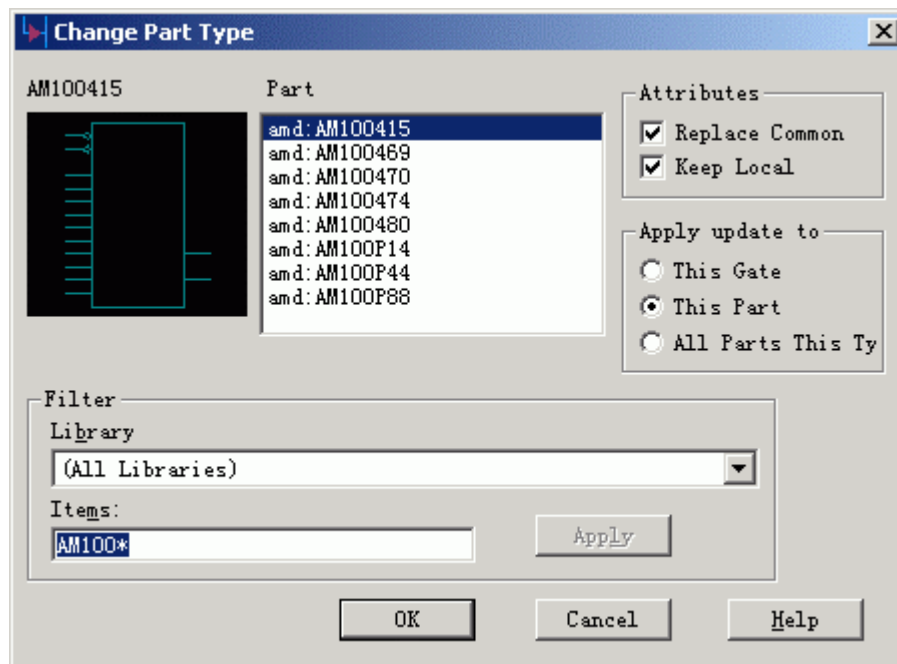 Change Part Type
AM100415
Part
amd:AM100415
amd:AM100469
amd:AM100470
amd:AM100474
amd:AM100480
amd:AM100P14
amd:AM100P44
amd:AM100P88
Attributes
Replace Common
Keep Local
Apply update to
This Gate
This Part
All Parts This Ty
Filter
Library
(All Libraries)
Items:
AM100*
Apply
OK
Cancel
Help